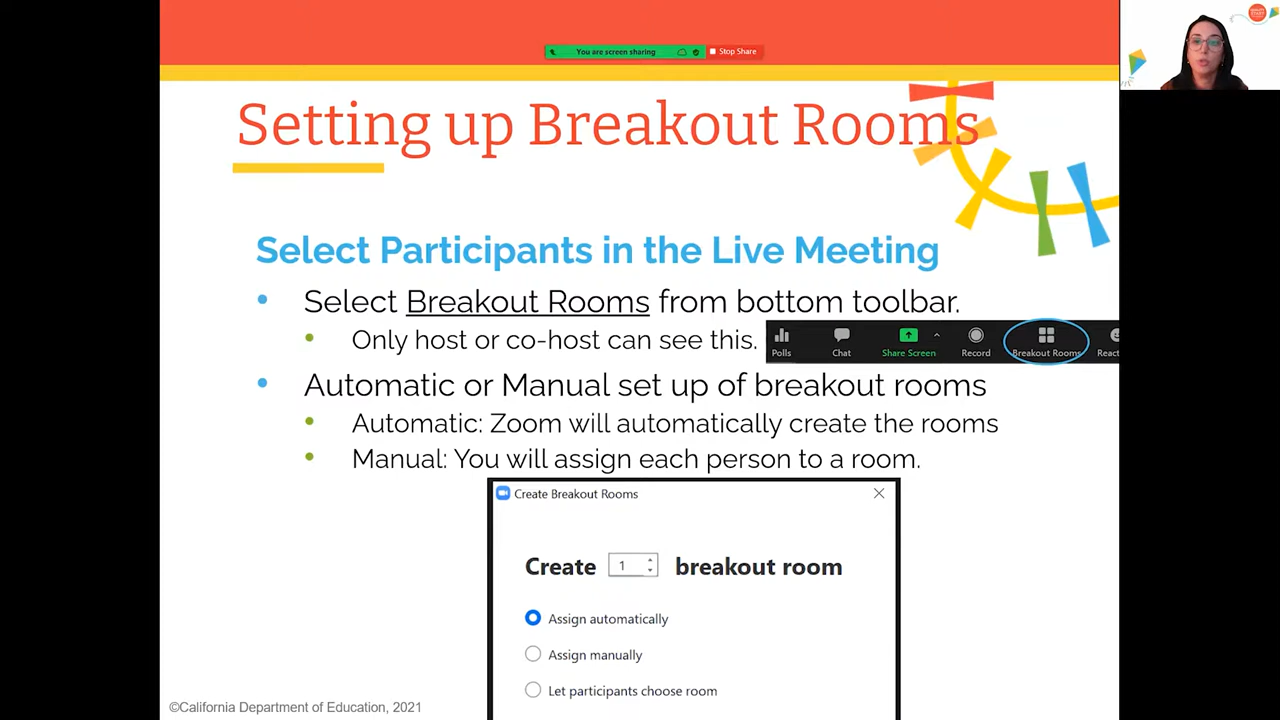 You are screen sharing
Stop Share
Setting up Breakout Rooms
Select Participants in the Live Meeting
• Select Breakout Rooms from bottom toolbar.
• Only host or co-host can see this.
Polls Chat Share Screen Record Breakout Rooms React
• Automatic or Manual set up of breakout rooms
• Automatic: Zoom will automatically create the rooms
• Manual: You will assign each person to a room.
Create Breakout Rooms
Create 1 breakout room
Assign automatically
Assign manually
Let participants choose room
©California Department of Education, 2021